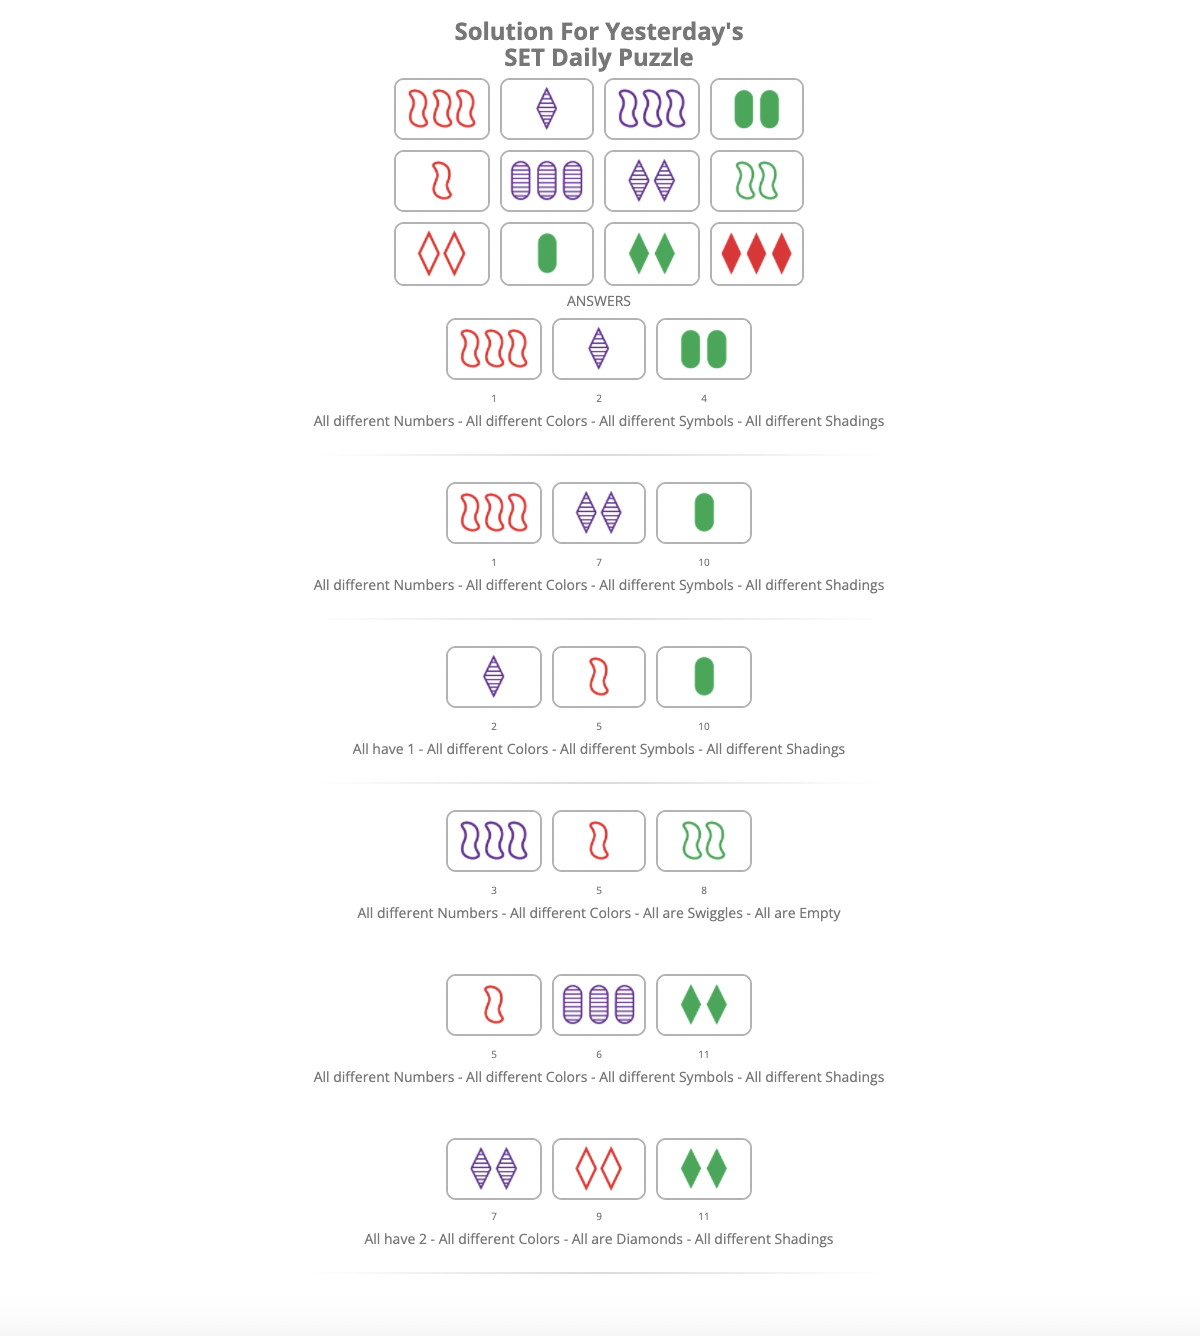 Solution For Yesterday's
SET Daily Puzzle
ANSWERS
1 2 4
All different Numbers - All different Colors - All different Symbols - All different Shadings
1 7 10
All different Numbers - All different Colors - All different Symbols - All different Shadings
2 5 10
All have 1 - All different Colors - All different Symbols - All different Shadings
3 5 8
All different Numbers - All different Colors - All are Swiggles - All are Empty
5 6 11
All different Numbers - All different Colors - All different Symbols - All different Shadings
7 9 11
All have 2 - All different Colors - All are Diamonds - All different Shadings